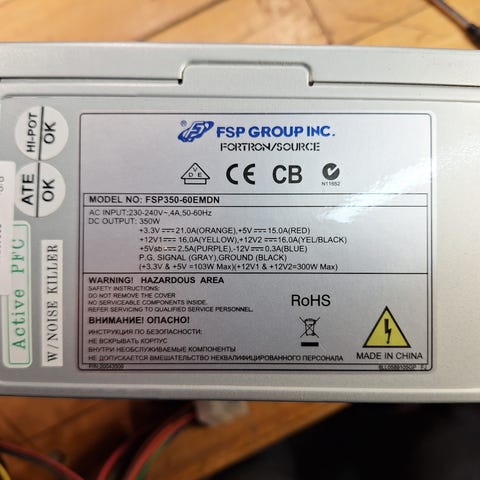 FSP GROUP INC.
FORTRON/SOURCE
D E
CE CB
N11652
MODEL NO: FSP350-60EMDN
AC INPUT:230-240V~,4A,50-60Hz
DC OUTPUT: 350W
+3.3V⎓21.0A(ORANGE),+5V⎓15.0A(RED)
+12V1⎓16.0A(YELLOW),+12V2⎓16.0A(YEL/BLACK)
+5Vsb⎓2.5A(PURPLE),-12V⎓0.3A(BLUE)
P.G. SIGNAL (GRAY),GROUND (BLACK)
(+3.3V & +5V =103W Max)(+12V1 & +12V2=300W Max)
WARNING! HAZARDOUS AREA
SAFETY INSTRUCTIONS:
DO NOT REMOVE THE COVER
NO SERVICEABLE COMPONENTS INSIDE.
REFER SERVICING TO QUALIFIED SERVICE PERSONNEL.
ВНИМАНИЕ! ОПАСНО!
ИНСТРУКЦИЯ ПО БЕЗОПАСНОСТИ:
НЕ ВСКРЫВАТЬ КОРПУС
ВНУТРИ НЕОБСЛУЖИВАЕМЫЕ КОМПОНЕНТЫ
НЕ ДОПУСКАЕТСЯ ВМЕШАТЕЛЬСТВО НЕКВАЛИФИЦИРОВАННОГО ПЕРСОНАЛА
RoHS
MADE IN CHINA
HI-POT OK
ATE OK
Active PFC
W/NOISE KILLER